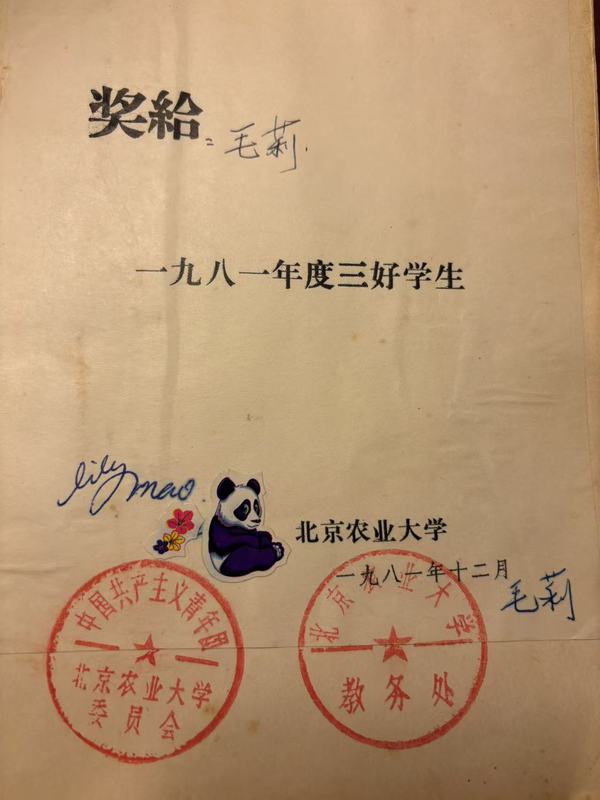 奖给:毛莉.
一九八一年度三好学生
lily mao.
北京农业大学
一九八一年十二月
毛莉
中国共产主义青年团
北京农业大学
委员会
北京农业大学
教务处